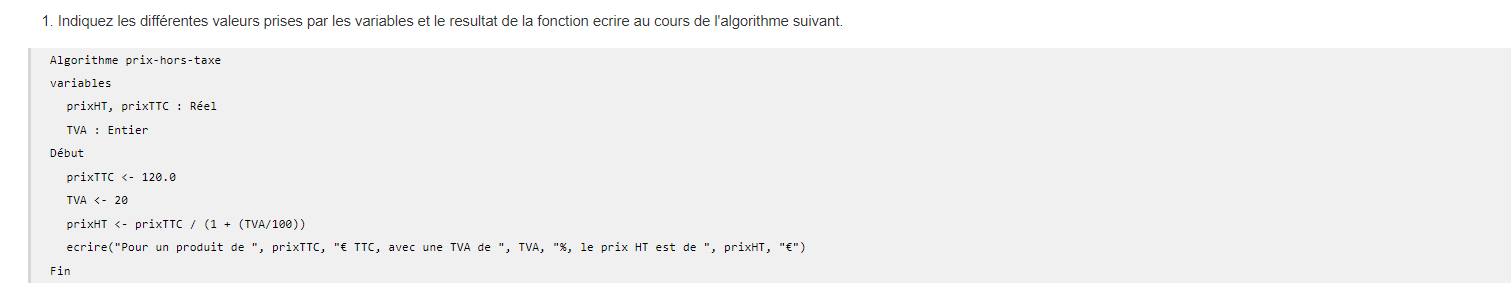 1. Indiquez les différentes valeurs prises par les variables et le resultat de la fonction ecrire au cours de l'algorithme suivant.
Algorithme prix-hors-taxe
variables
prixHT, prixTTC : Réel
TVA : Entier
Début
prixTTC <- 120.0
TVA <- 20
prixHT <- prixTTC / (1 + (TVA/100))
ecrire("Pour un produit de ", prixTTC, "€ TTC, avec une TVA de ", TVA, "%, le prix HT est de ", prixHT, "€")
Fin